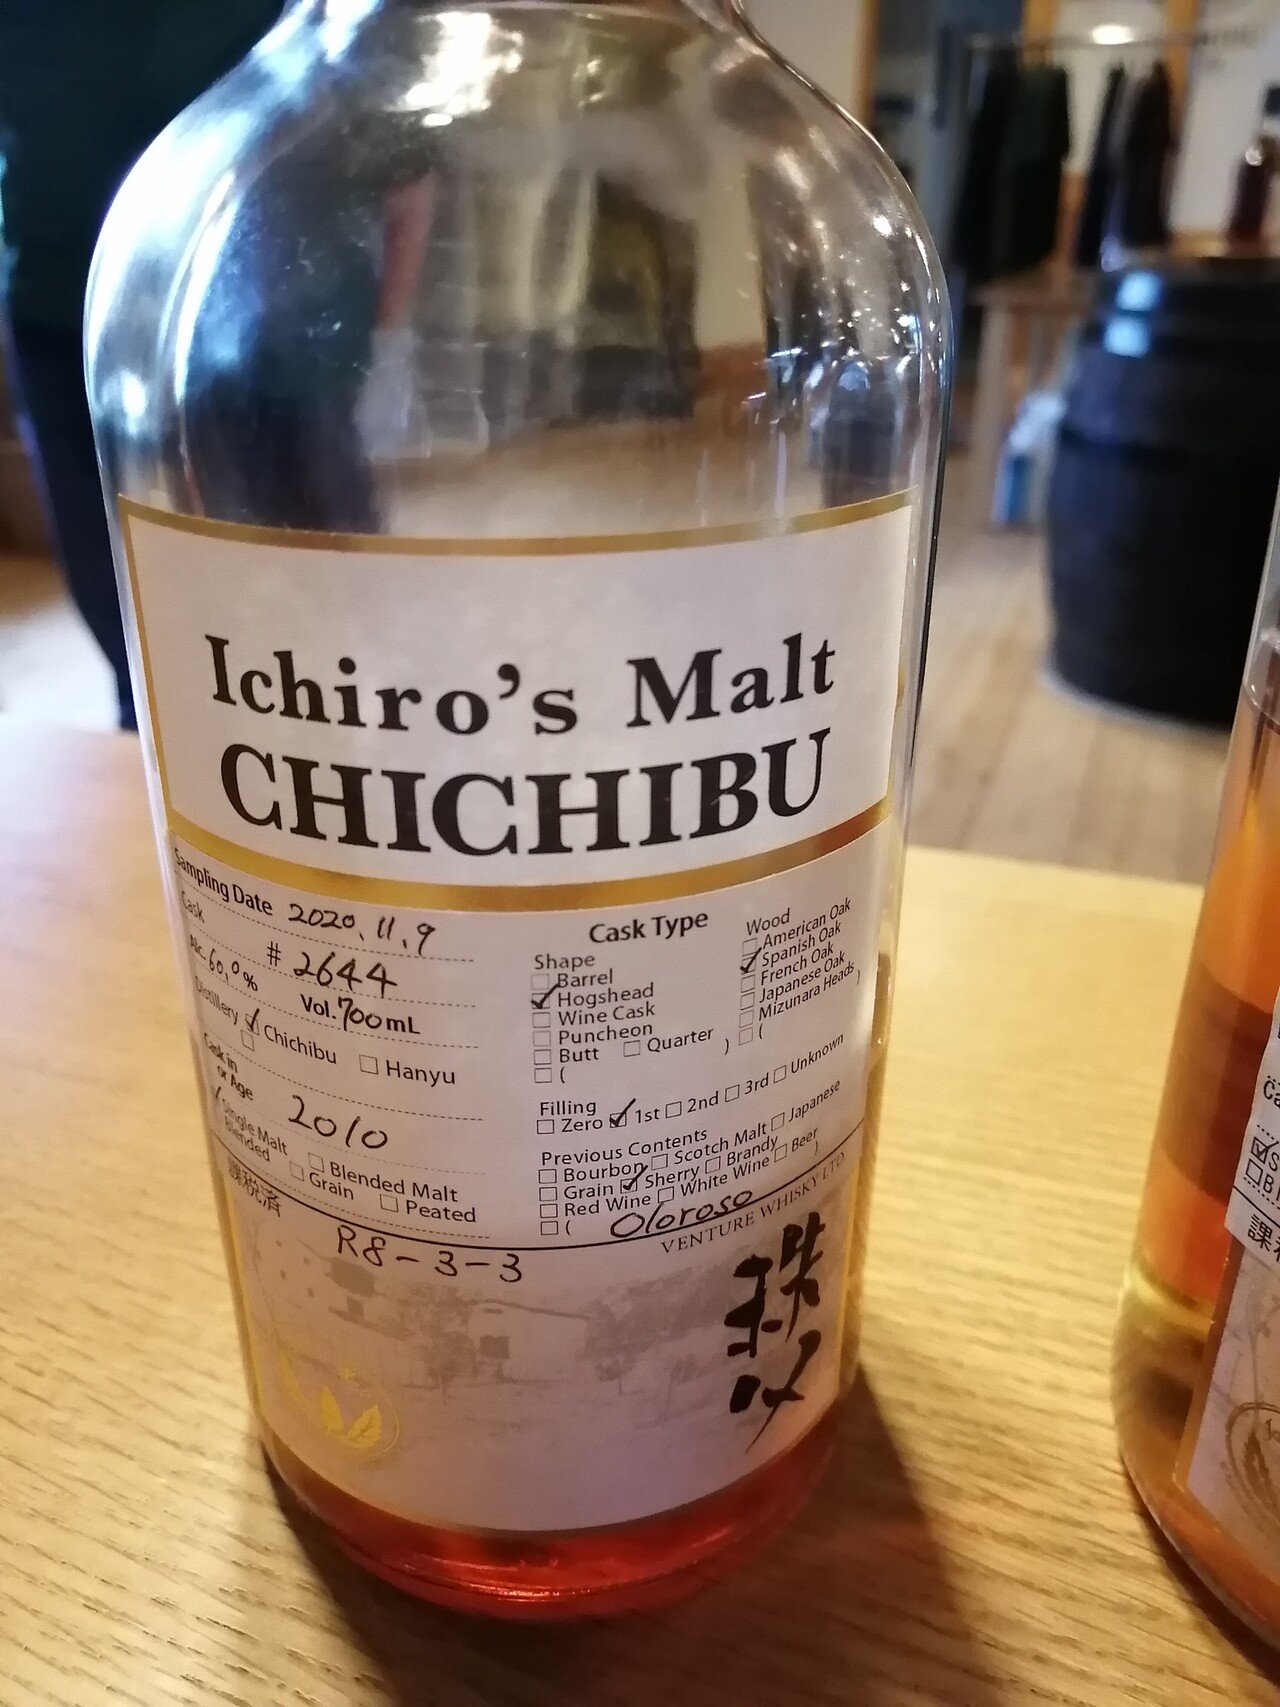 Ichiro's Malt
CHICHIBU
Sampling Date 2020.11.9
Cask # 2644
Alc. 60.0% Vol. 700mL
Distillery Chichibu Hanyu
Cask in
or Age 2010
Single Malt Blended Malt
Blended Grain Peated
課税済
R8-3-3
Cask Type
Shape
Barrel
Hogshead
Wine Cask
Puncheon
Butt Quarter
( )
Wood
American Oak
Spanish Oak
French Oak
Japanese Oak
Mizunara Heads
( )
Filling
Zero 1st 2nd 3rd Unknown
Previous Contents
Bourbon Scotch Malt Japanese
Grain Sherry Brandy Beer
Red Wine White Wine
( Oloroso )
VENTURE WHISKY LTD.
秩父